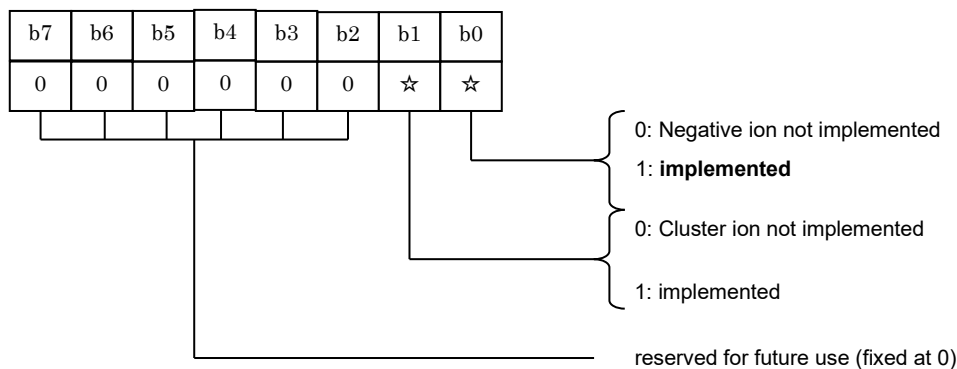 b7 b6 b5 b4 b3 b2 b1 b0
0 0 0 0 0 0 ☆ ☆
0: Negative ion not implemented
1: implemented
0: Cluster ion not implemented
1: implemented
reserved for future use (fixed at 0)